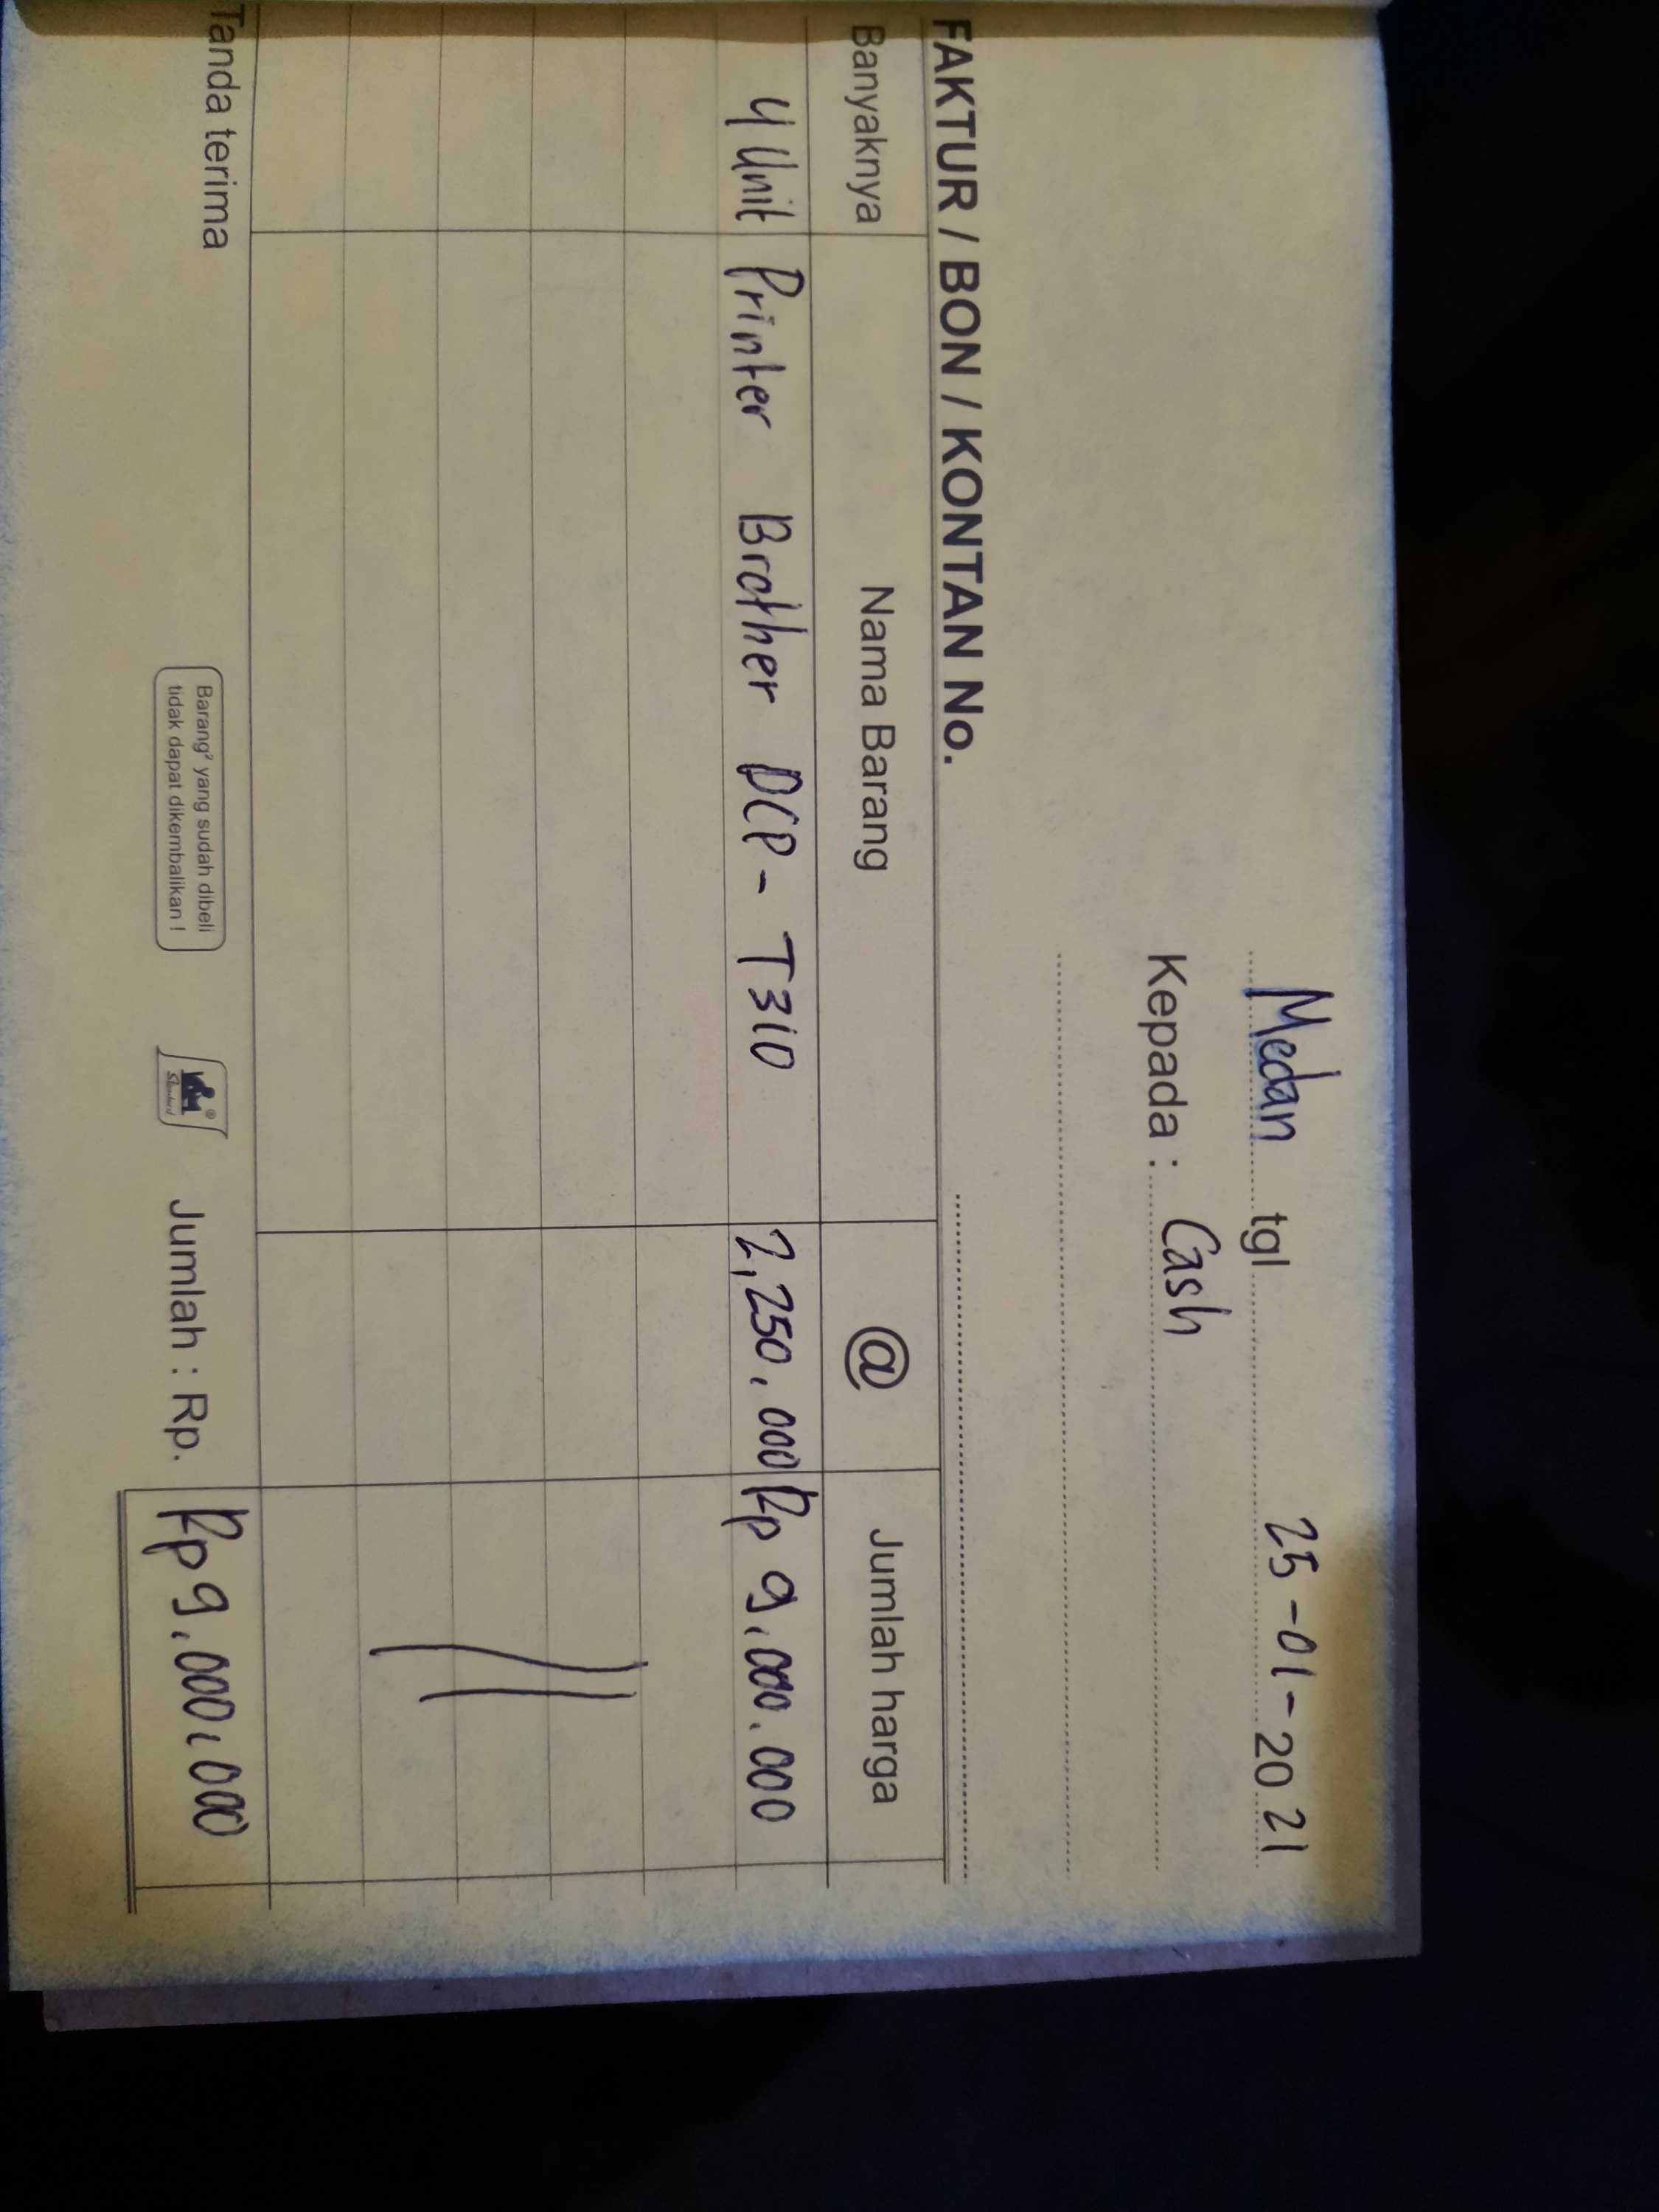 Medan tgl 25-01-2021
Kepada : Cash
FAKTUR / BON / KONTAN No.
Banyaknya Nama Barang @ Jumlah harga
4 Unit Printer Brother DCP - T310 2,250.000 Rp 9.000.000
Tanda terima
Barang² yang sudah dibeli
tidak dapat dikembalikan !
Standard
Jumlah : Rp. Rp 9.000.000